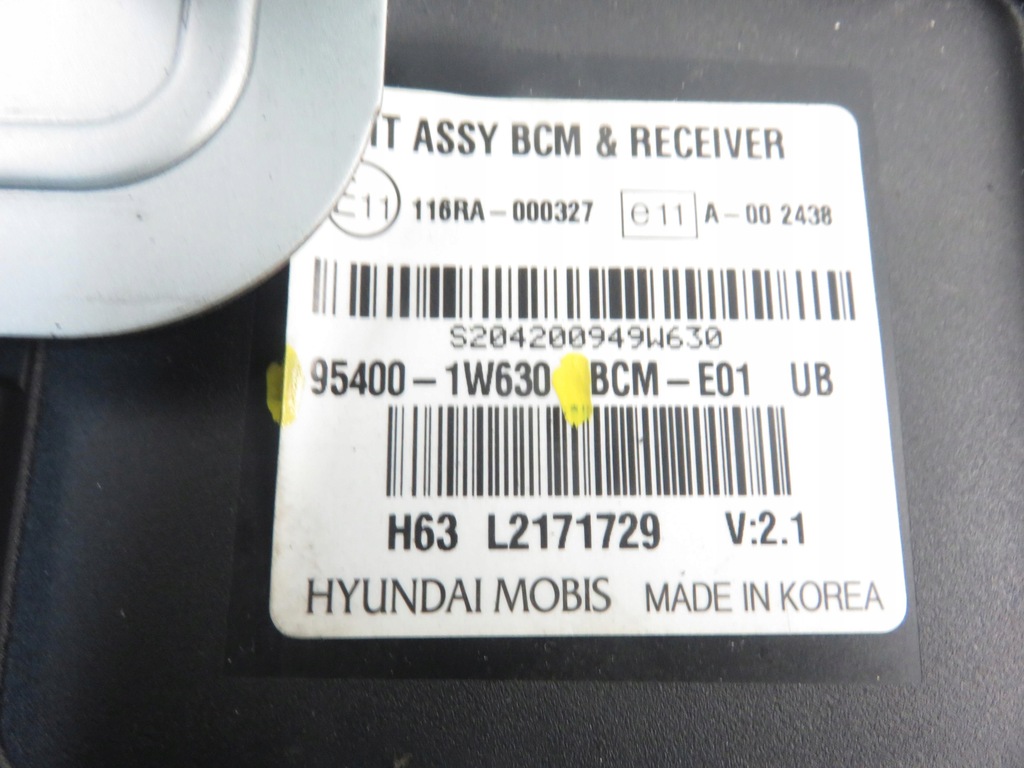 ASSY BCM & RECEIVER
E11 116RA-000327 e11 A-00 2438
S204200949W630
95400-1W630 BCM-E01 UB
H63 L2171729 V:2.1
HYUNDAI MOBIS MADE IN KOREA